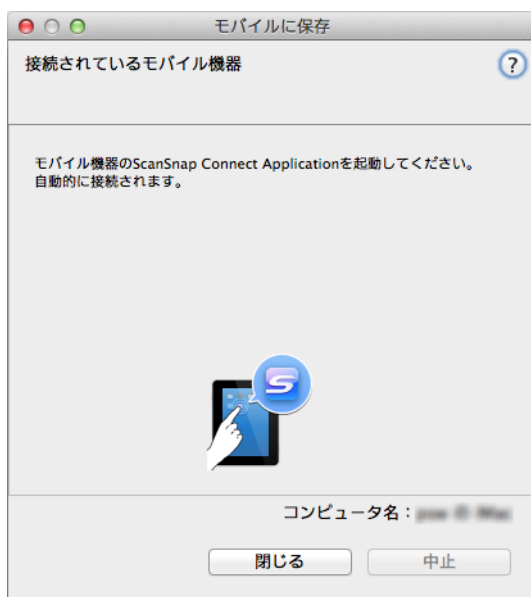 モバイルに保存
接続されているモバイル機器
?
モバイル機器のScanSnap Connect Applicationを起動してください。
自動的に接続されます。
S
コンピュータ名：
閉じる
中止